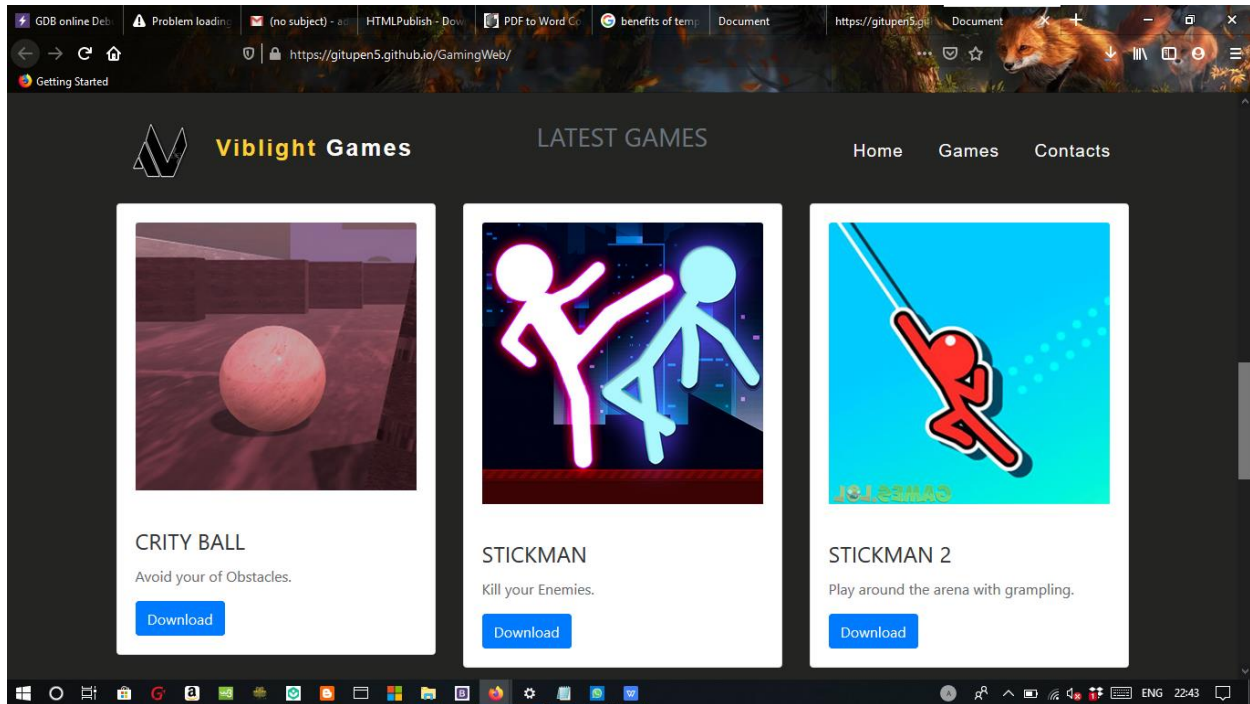 GDB online Deb
Problem loading
(no subject) - ad
HTMLPublish - Dow
PDF to Word Co
benefits of temp
Document
https://gitupen5.gi
Document
https://gitupen5.github.io/GamingWeb/
Getting Started
Viblight Games
LATEST GAMES
Home
Games
Contacts
CRITY BALL
Avoid your of Obstacles.
Download
STICKMAN
Kill your Enemies.
Download
GAMES.LOL
STICKMAN 2
Play around the arena with grampling.
Download
ENG 22:43